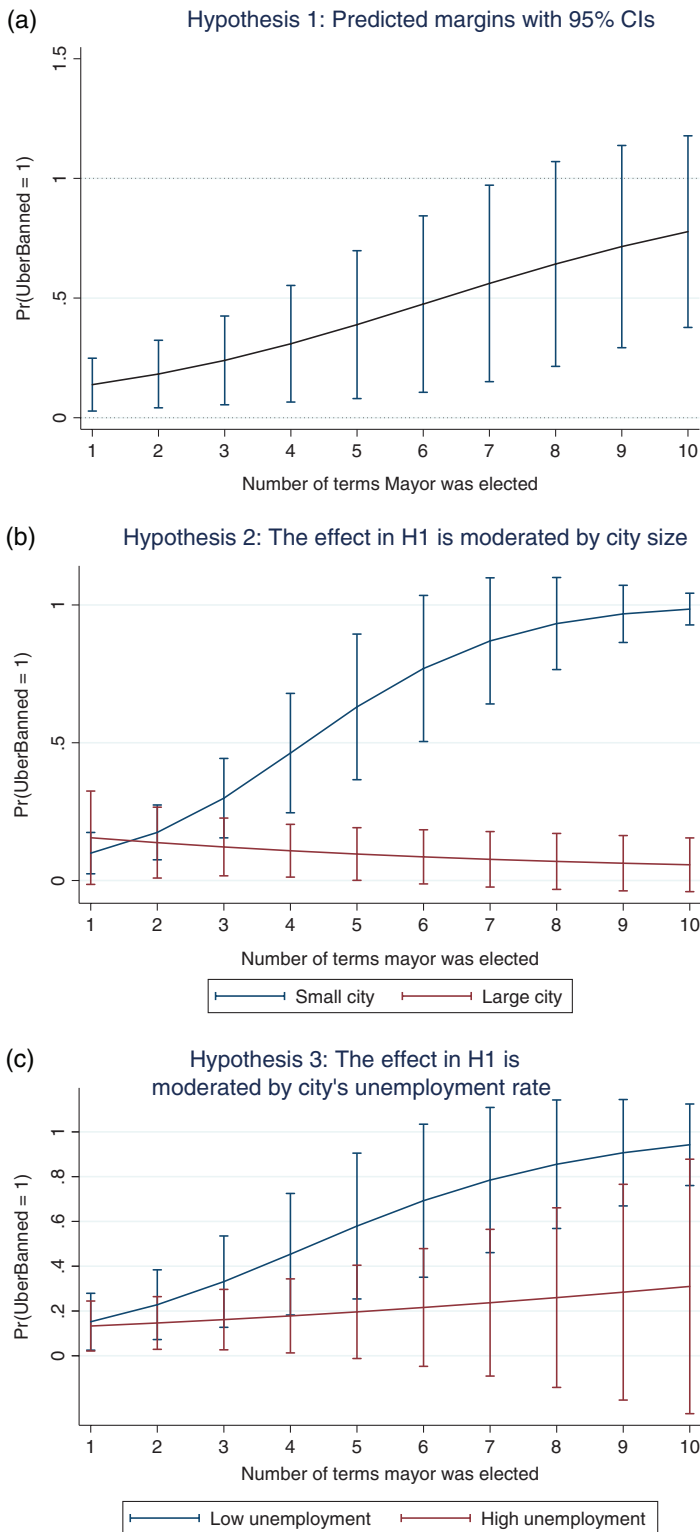 (a)
Hypothesis 1: Predicted margins with 95% CIs
1.5
1
.5
0
Pr(UberBanned = 1)
1 2 3 4 5 6 7 8 9 10
Number of terms Mayor was elected
(b)
Hypothesis 2: The effect in H1 is moderated by city size
1
.5
0
Pr(UberBanned = 1)
1 2 3 4 5 6 7 8 9 10
Number of terms mayor was elected
Small city Large city
(c)
Hypothesis 3: The effect in H1 is
moderated by city's unemployment rate
1
.8
.6
.4
.2
0
Pr(UberBanned = 1)
1 2 3 4 5 6 7 8 9 10
Number of terms mayor was elected
Low unemployment High unemployment